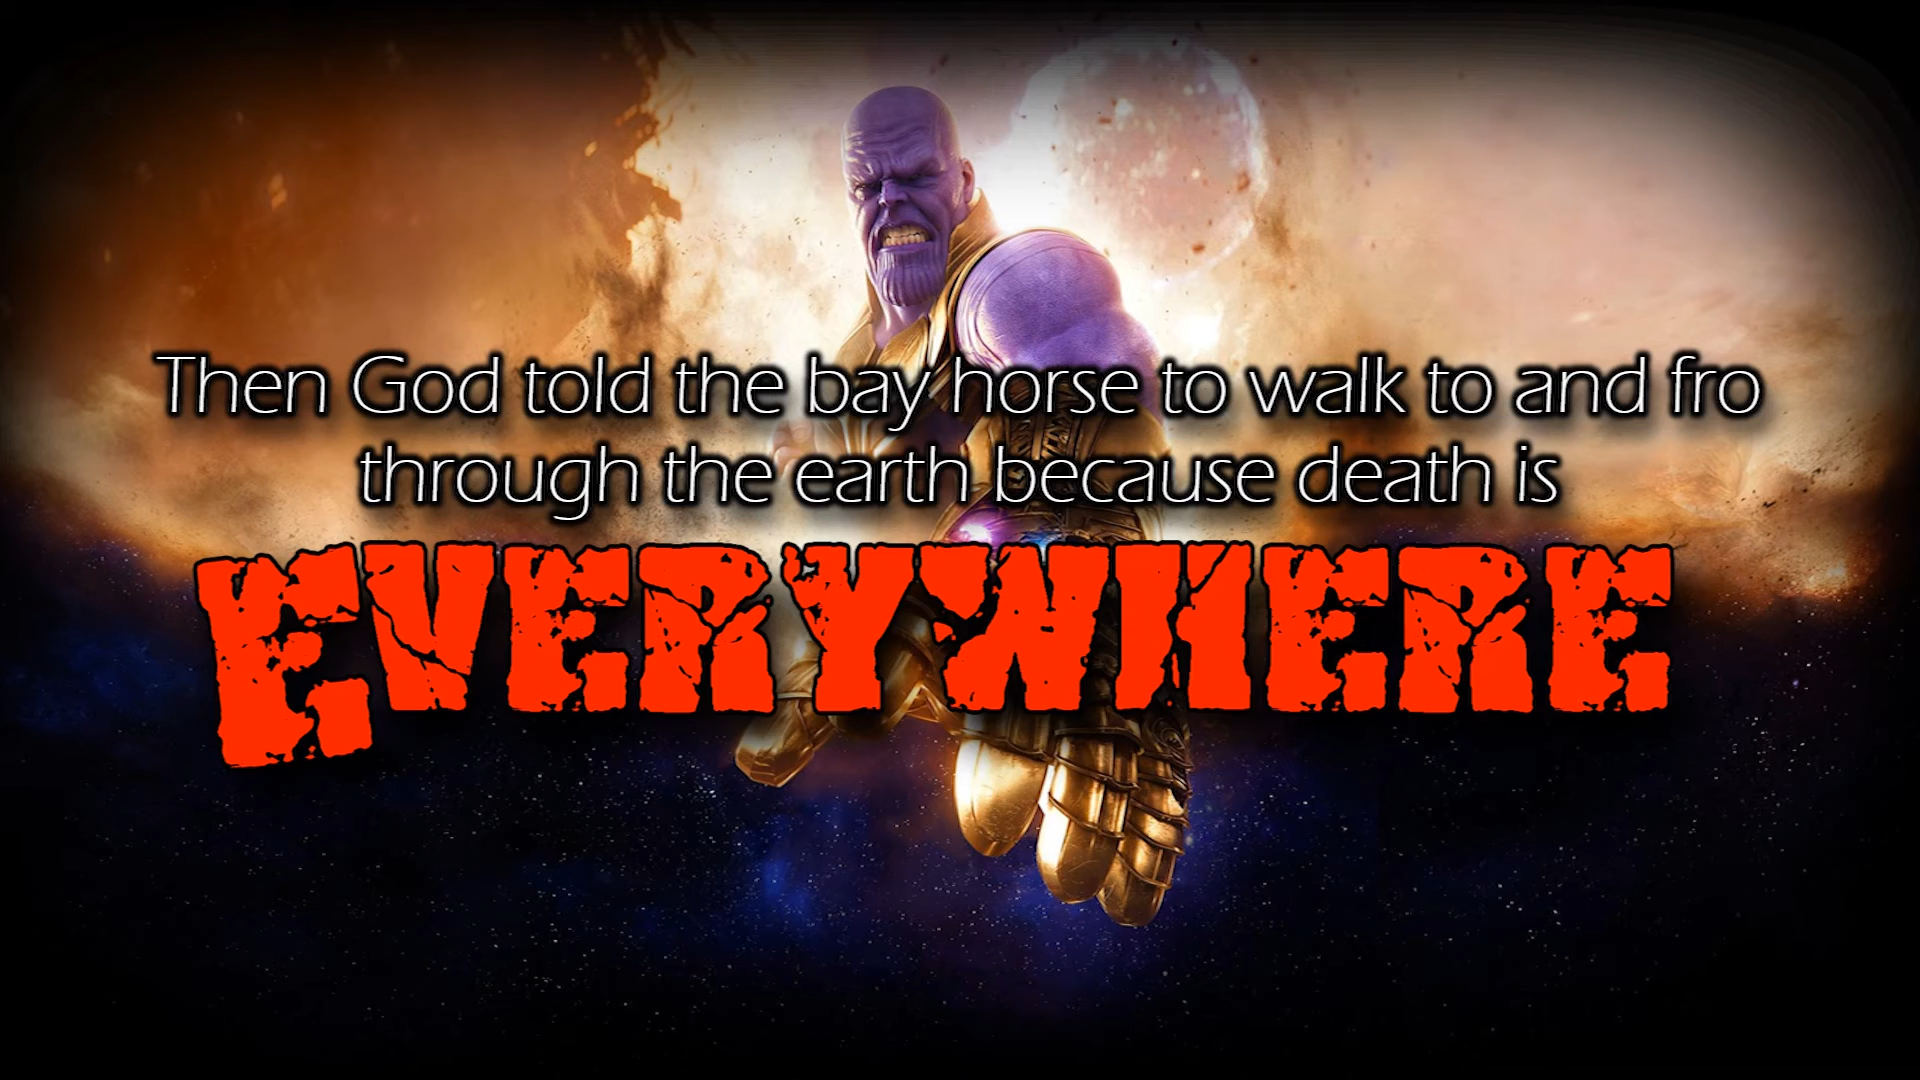 Then God told the bay horse to walk to and fro
through the earth because death is
EVERYWHERE